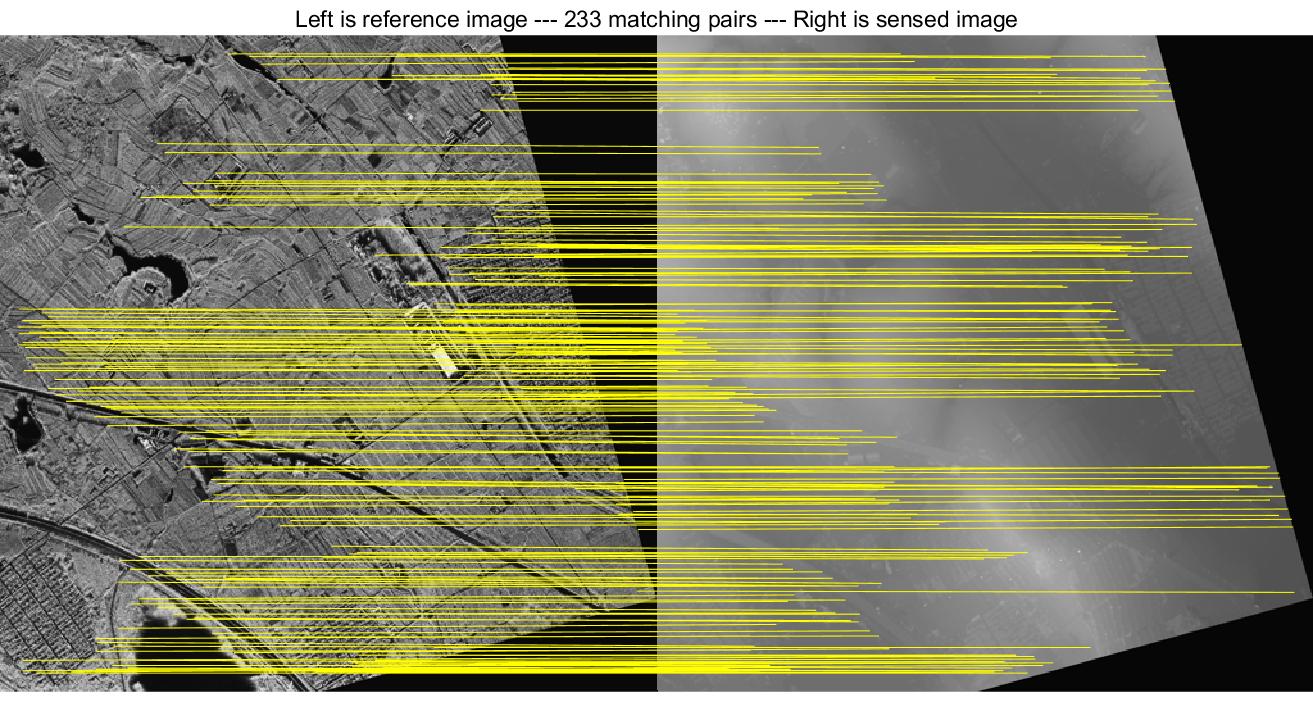 Left is reference image --- 233 matching pairs --- Right is sensed image